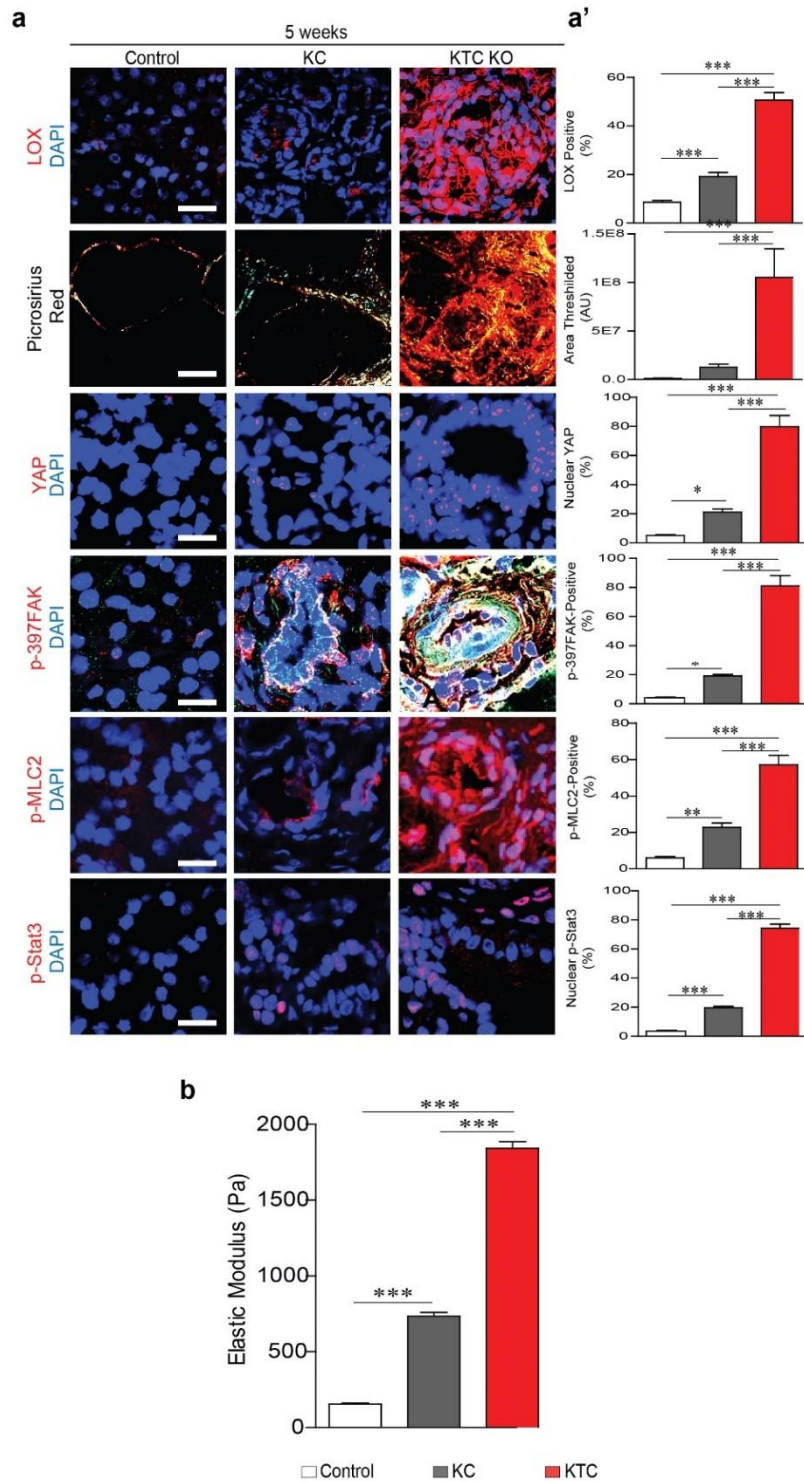 a
5 weeks
Control
KC
KTC KO
LOX
DAPI
Picrosirius
Red
YAP
DAPI
p-397FAK
DAPI
p-MLC2
DAPI
p-Stat3
DAPI
a'
LOX Positive
(%)
60
40
20
0
***
***
***
Area Threshilded
(AU)
1.5E8
1E8
5E7
0.0
***
***
Nuclear YAP
(%)
80
60
40
20
0
***
***
*
p-397FAK-Positive
(%)
100
80
60
40
20
0
***
***
*
p-MLC2-Positive
(%)
80
60
40
20
0
***
***
**
Nuclear p-Stat3
(%)
100
80
60
40
20
0
***
***
***
b
Elastic Modulus (Pa)
2000
1500
1000
500
0
***
***
***
Control
KC
KTC